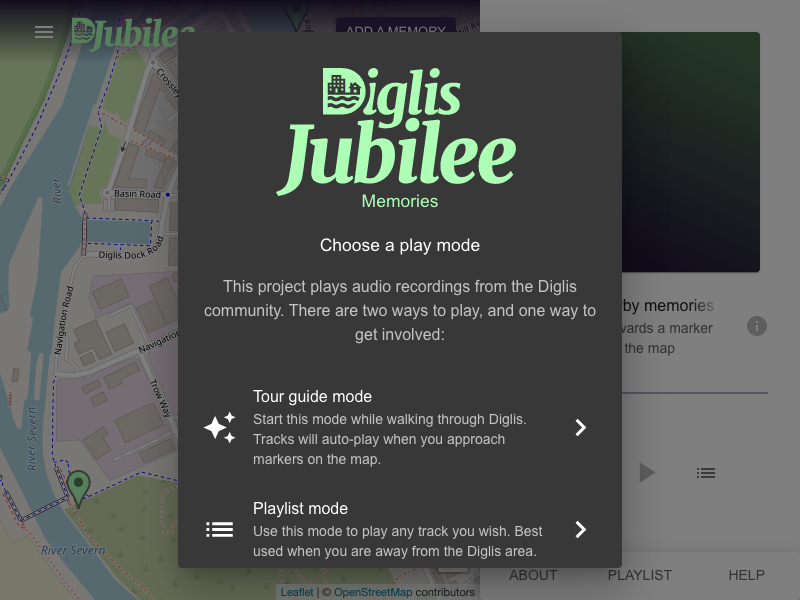 Diglis
Jubilee
Memories
Choose a play mode
This project plays audio recordings from the Diglis
community. There are two ways to play, and one way to
get involved:
Tour guide mode
Start this mode while walking through Diglis.
Tracks will auto-play when you approach
markers on the map.
Playlist mode
Use this mode to play any track you wish. Best
used when you are away from the Diglis area.
Jubilee
ADD A MEMORY
River
Basin Road
Diglis Dock Road
Navigation Road
Navigation
Trow Way
River Severn
River Severn
Leaflet | © OpenStreetMap contributors
memories
a marker
the map
ABOUT
PLAYLIST
HELP